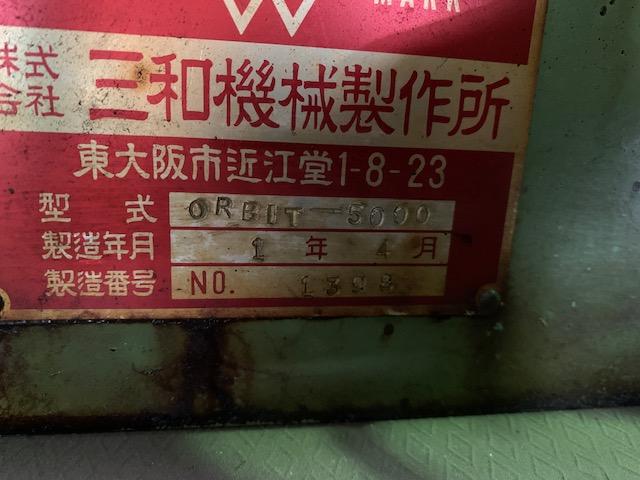 MARK
株式会社 三和機械製作所
東大阪市近江堂1-8-23
型 式 ORBIT-5000
製造年月 1 年 4 月
製造番号 NO. 1398